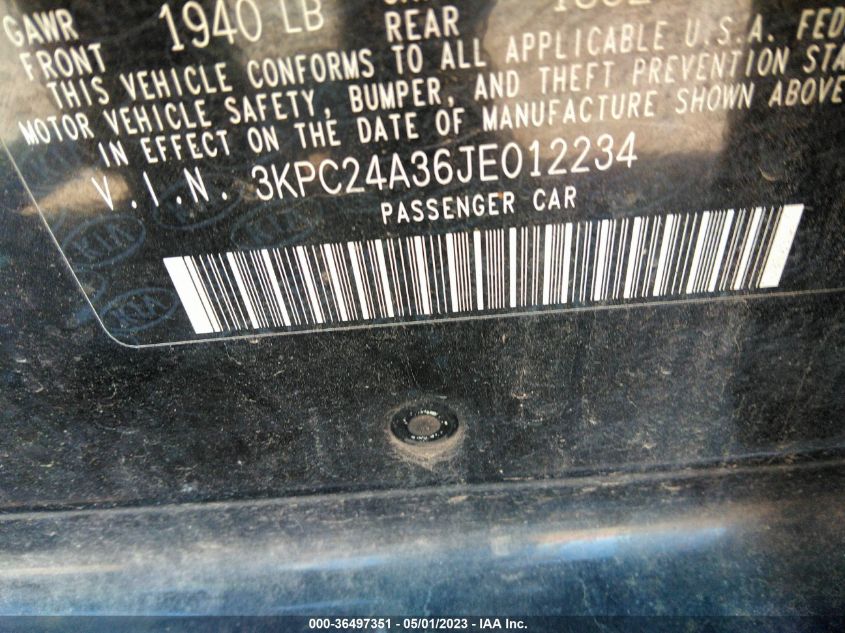 GAWR
FRONT 1940 LB REAR
THIS VEHICLE CONFORMS TO ALL APPLICABLE U.S.A. FED
MOTOR VEHICLE SAFETY, BUMPER, AND THEFT PREVENTION STA
IN EFFECT ON THE DATE OF MANUFACTURE SHOWN ABOVE
V.I.N. 3KPC24A36JE012234
PASSENGER CAR
KIA
KIA
000-36497351 - 05/01/2023 - IAA Inc.